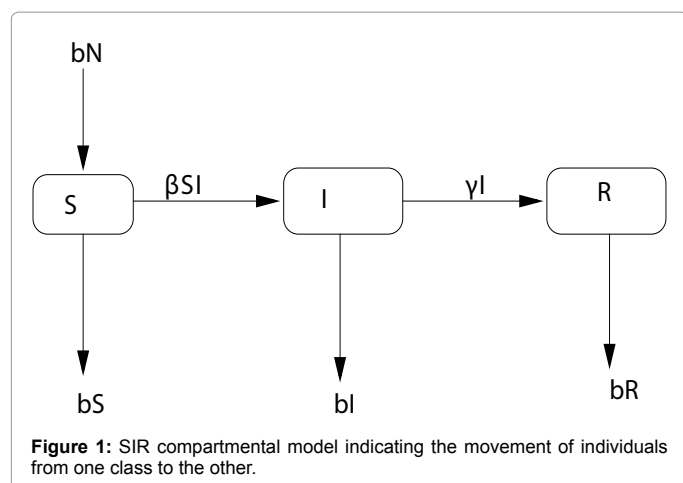 bN
βSI
γI
S
I
R
bS
bI
bR
Figure 1: SIR compartmental model indicating the movement of individuals
from one class to the other.